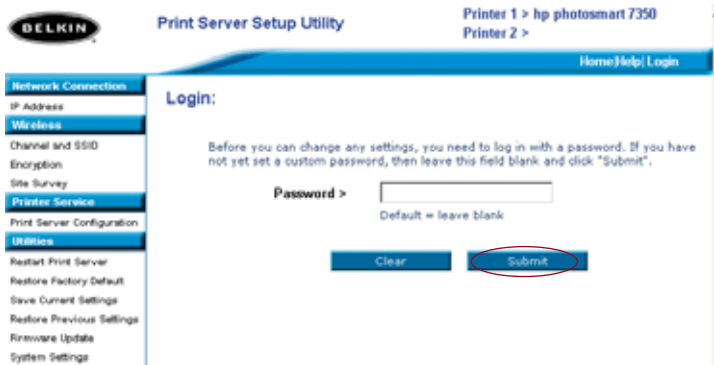 BELKIN
Print Server Setup Utility
Printer 1 > hp photosmart 7350
Printer 2 >
Home|Help| Login
Network Connection
IP Address
Wireless
Channel and SSID
Encryption
Site Survey
Printer Service
Print Server Configuration
Utilities
Restart Print Server
Restore Factory Default
Save Current Settings
Restore Previous Settings
Firmware Update
System Settings
Login:
Before you can change any settings, you need to log in with a password. If you have
not yet set a custom password, then leave this field blank and click "Submit".
Password >
Default = leave blank
Clear
Submit